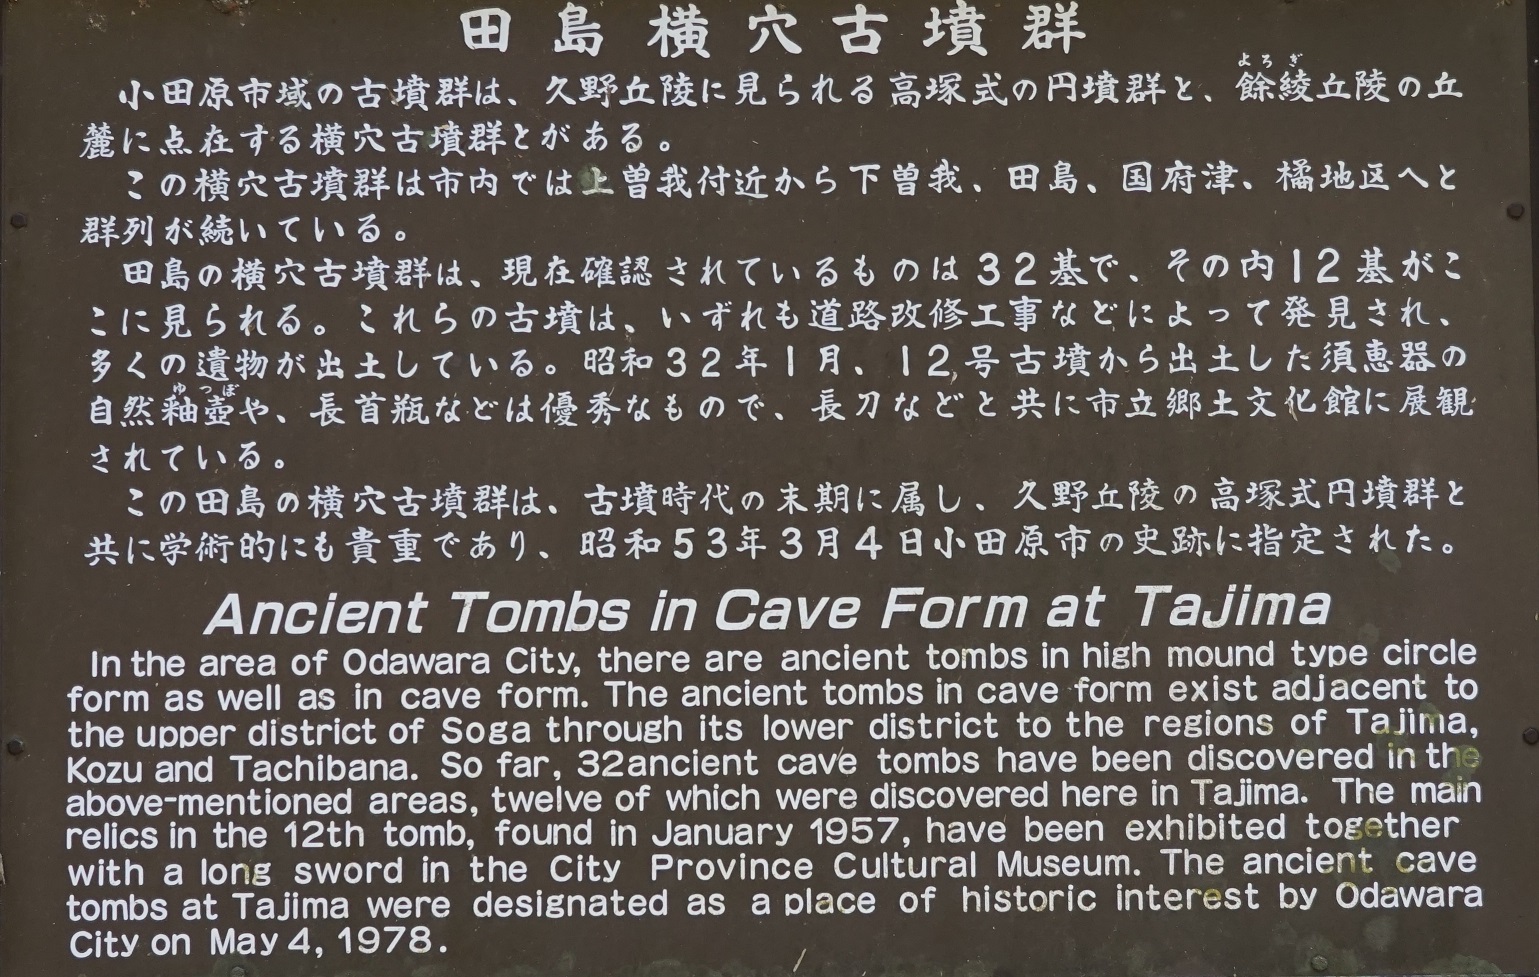 田島横穴古墳群
小田原市域の古墳群は、久野丘陵に見られる高塚式の円墳群と、餘綾丘陵の丘
よろぎ
麓に点在する横穴古墳群とがある。
この横穴古墳群は市内では上曽我付近から下曽我、田島、国府津、橘地区へと
群列が続いている。
田島の横穴古墳群は、現在確認されているものは32基で、その内12基がこ
こに見られる。これらの古墳は、いずれも道路改修工事などによって発見され、
多くの遺物が出土している。昭和32年1月、12号古墳から出土した須恵器の
ゆつぼ
自然釉壺や、長首瓶などは優秀なもので、長刀などと共に市立郷土文化館に展観
されている。
この田島の横穴古墳群は、古墳時代の末期に属し、久野丘陵の高塚式円墳群と
共に学術的にも貴重であり、昭和53年3月4日小田原市の史跡に指定された。
Ancient Tombs in Cave Form at Tajima
In the area of Odawara City, there are ancient tombs in high mound type circle
form as well as in cave form. The ancient tombs in cave form exist adjacent to
the upper district of Soga through its lower district to the regions of Tajima,
Kozu and Tachibana. So far, 32ancient cave tombs have been discovered in the
above-mentioned areas, twelve of which were discovered here in Tajima. The main
relics in the 12th tomb, found in January 1957, have been exhibited together
with a long sword in the City Province Cultural Museum. The ancient cave
tombs at Tajima were designated as a place of historic interest by Odawara
City on May 4, 1978.